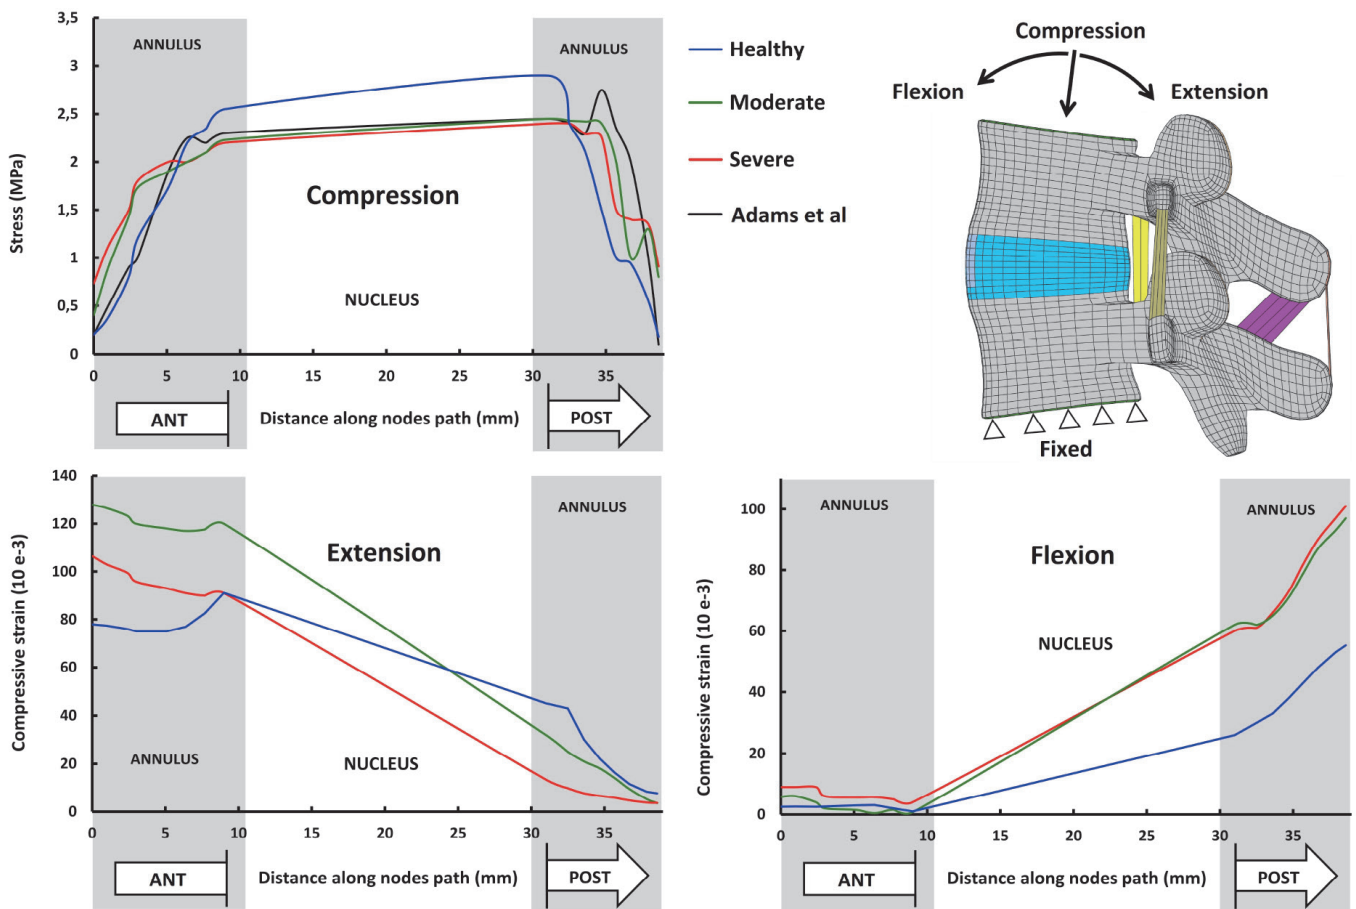 3,5
3
2,5
2
1,5
1
0,5
0
Stress (MPa)
ANNULUS
ANNULUS
Compression
NUCLEUS
0 5 10 15 20 25 30 35
ANT
Distance along nodes path (mm)
POST
Healthy
Moderate
Severe
Adams et al
Compression
Flexion
Extension
Fixed
140
120
100
80
60
40
20
0
Compressive strain (10 e-3)
ANNULUS
Extension
ANNULUS
NUCLEUS
0 5 10 15 20 25 30 35
ANT
Distance along nodes path (mm)
POST
100
80
60
40
20
0
Compressive strain (10 e-3)
ANNULUS
ANNULUS
Flexion
NUCLEUS
0 5 10 15 20 25 30 35
ANT
Distance along nodes path (mm)
POST